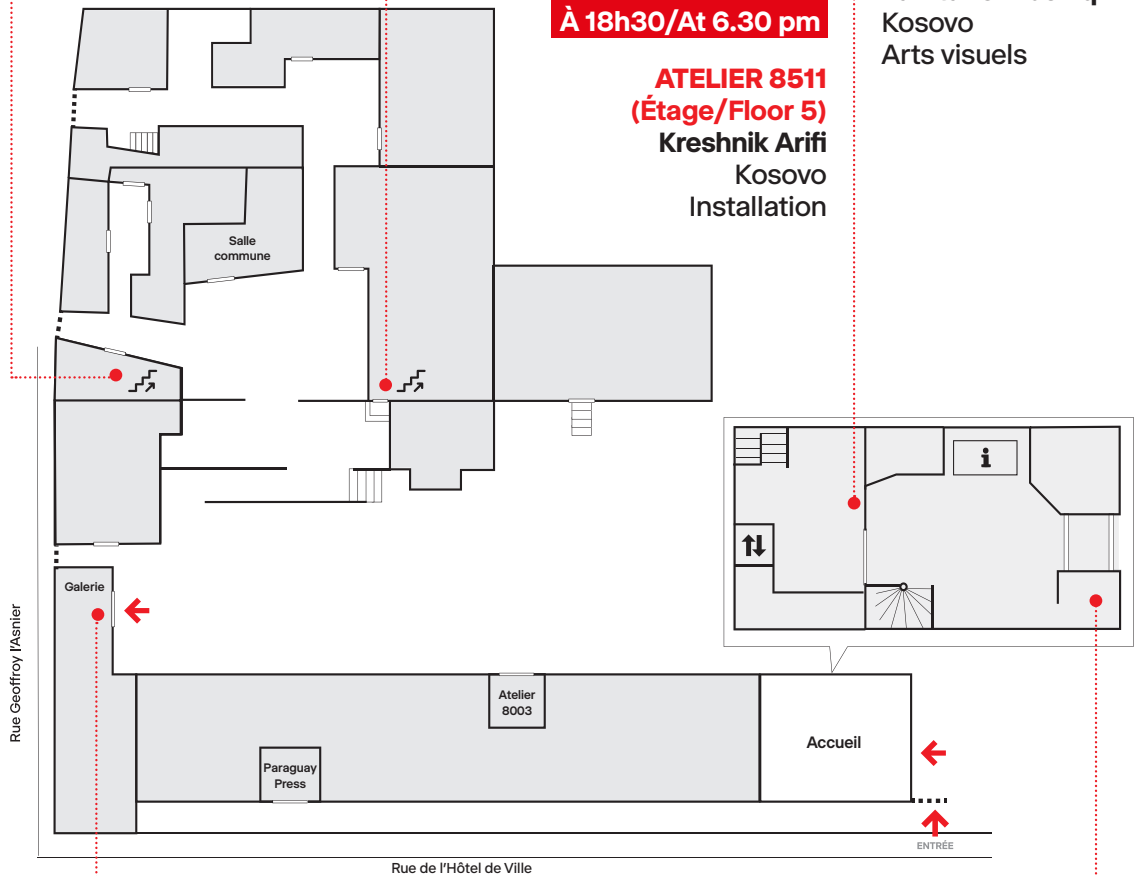 À 18h30/At 6.30 pm
ATELIER 8511
(Étage/Floor 5)
Kreshnik Arifi
Kosovo
Installation
Kosovo
Arts visuels
Salle
commune
i
Galerie
Rue Geoffroy l'Asnier
Atelier
8003
Paraguay
Press
Accueil
ENTRÉE
Rue de l'Hôtel de Ville